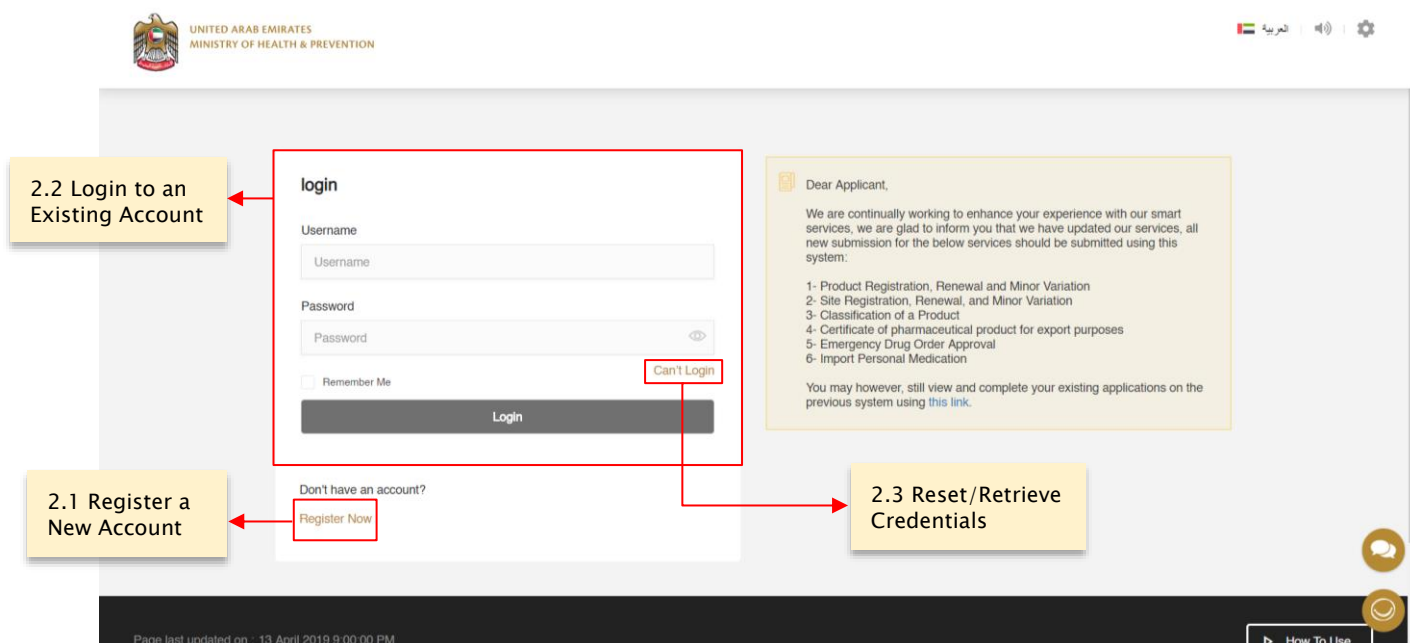 UNITED ARAB EMIRATES
MINISTRY OF HEALTH & PREVENTION
العربية
2.2 Login to an
Existing Account
login
Username
Username
Password
Password
Can't Login
Remember Me
Login
Don't have an account?
Register Now
2.1 Register a
New Account
Dear Applicant,
We are continually working to enhance your experience with our smart
services, we are glad to inform you that we have updated our services, all
new submission for the below services should be submitted using this
system:
1- Product Registration, Renewal and Minor Variation
2- Site Registration, Renewal, and Minor Variation
3- Classification of a Product
4- Certificate of pharmaceutical product for export purposes
5- Emergency Drug Order Approval
6- Import Personal Medication
You may however, still view and complete your existing applications on the
previous system using this link.
2.3 Reset/Retrieve
Credentials
Page last updated on : 13 April 2019 9:00:00 PM
How To Use